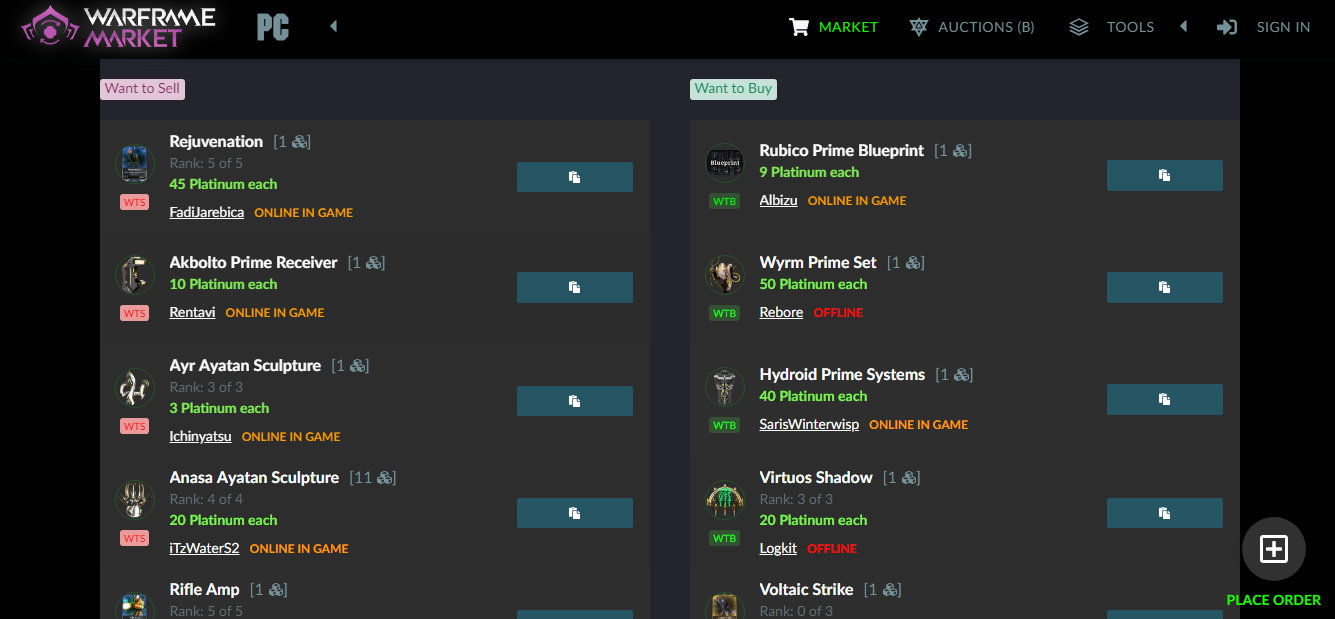 WARFRAME
MARKET
PC
MARKET
AUCTIONS (B)
TOOLS
SIGN IN
Want to Sell
Rejuvenation [1]
Rank: 5 of 5
45 Platinum each
WTS
FadiJarebica ONLINE IN GAME
Akbolto Prime Receiver [1]
10 Platinum each
WTS
Rentavi ONLINE IN GAME
Ayr Ayatan Sculpture [1]
Rank: 3 of 3
3 Platinum each
WTS
Ichinyatsu ONLINE IN GAME
Anasa Ayatan Sculpture [11]
Rank: 4 of 4
20 Platinum each
WTS
iTzWaterS2 ONLINE IN GAME
Rifle Amp [1]
Rank: 5 of 5
Want to Buy
Blueprint
Rubico Prime Blueprint [1]
9 Platinum each
WTB
Albizu ONLINE IN GAME
Wyrm Prime Set [1]
50 Platinum each
WTB
Rebore OFFLINE
Hydroid Prime Systems [1]
40 Platinum each
WTB
SarisWinterwisp ONLINE IN GAME
Virtuos Shadow [1]
Rank: 3 of 3
20 Platinum each
WTB
Logkit OFFLINE
Voltaic Strike [1]
Rank: 0 of 3
PLACE ORDER